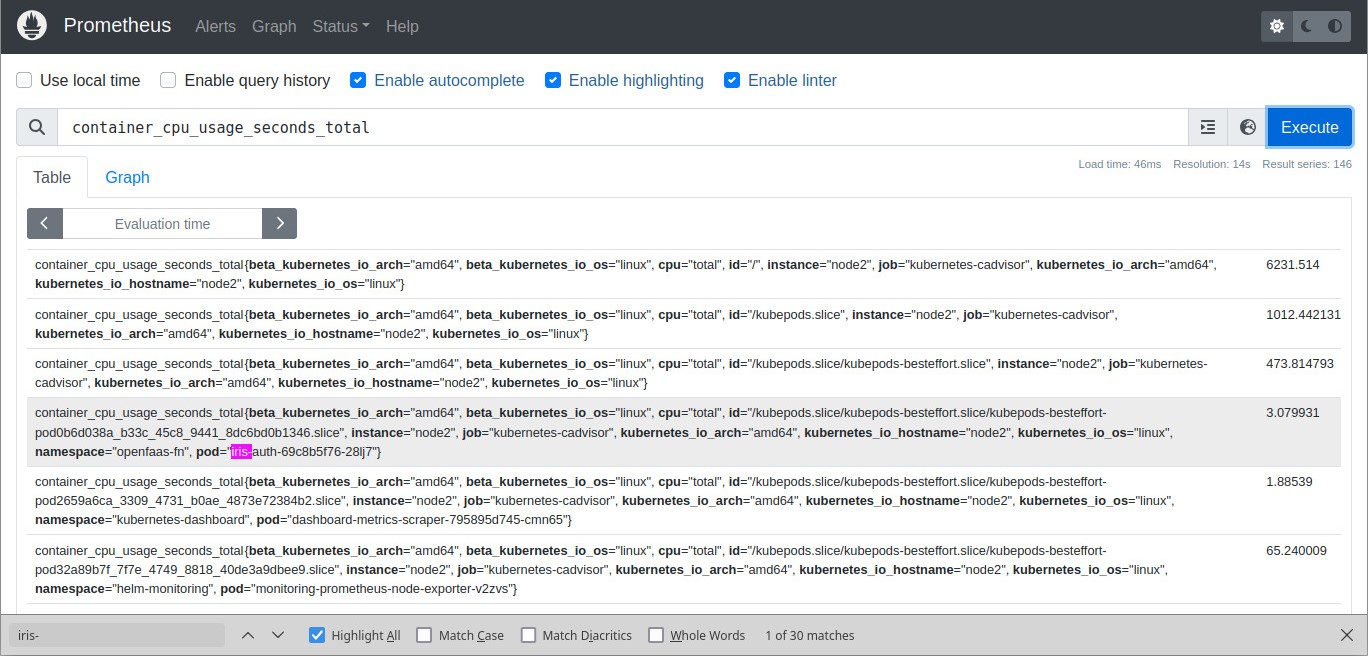 Prometheus Alerts Graph Status Help
Use local time Enable query history Enable autocomplete Enable highlighting Enable linter
container_cpu_usage_seconds_total Execute
Load time: 46ms Resolution: 14s Result series: 146
Table Graph
Evaluation time
container_cpu_usage_seconds_total{beta_kubernetes_io_arch="amd64", beta_kubernetes_io_os="linux", cpu="total", id="/", instance="node2", job="kubernetes-cadvisor", kubernetes_io_arch="amd64", 6231.514
kubernetes_io_hostname="node2", kubernetes_io_os="linux"}
container_cpu_usage_seconds_total{beta_kubernetes_io_arch="amd64", beta_kubernetes_io_os="linux", cpu="total", id="/kubepods.slice", instance="node2", job="kubernetes-cadvisor", 1012.442131
kubernetes_io_arch="amd64", kubernetes_io_hostname="node2", kubernetes_io_os="linux"}
container_cpu_usage_seconds_total{beta_kubernetes_io_arch="amd64", beta_kubernetes_io_os="linux", cpu="total", id="/kubepods.slice/kubepods-besteffort.slice", instance="node2", job="kubernetes- 473.814793
cadvisor", kubernetes_io_arch="amd64", kubernetes_io_hostname="node2", kubernetes_io_os="linux"}
container_cpu_usage_seconds_total{beta_kubernetes_io_arch="amd64", beta_kubernetes_io_os="linux", cpu="total", id="/kubepods.slice/kubepods-besteffort.slice/kubepods-besteffort- 3.079931
pod0b6d038a_b33c_45c8_9441_8dc6bd0b1346.slice", instance="node2", job="kubernetes-cadvisor", kubernetes_io_arch="amd64", kubernetes_io_hostname="node2", kubernetes_io_os="linux",
namespace="openfaas-fn", pod="iris-auth-69c8b5f76-28lj7"}
container_cpu_usage_seconds_total{beta_kubernetes_io_arch="amd64", beta_kubernetes_io_os="linux", cpu="total", id="/kubepods.slice/kubepods-besteffort.slice/kubepods-besteffort- 1.88539
pod2659a6ca_3309_4731_b0ae_4873e72384b2.slice", instance="node2", job="kubernetes-cadvisor", kubernetes_io_arch="amd64", kubernetes_io_hostname="node2", kubernetes_io_os="linux",
namespace="kubernetes-dashboard", pod="dashboard-metrics-scraper-795895d745-cmn65"}
container_cpu_usage_seconds_total{beta_kubernetes_io_arch="amd64", beta_kubernetes_io_os="linux", cpu="total", id="/kubepods.slice/kubepods-besteffort.slice/kubepods-besteffort- 65.240009
pod32a89b7f_7f7e_4749_8818_40de3a9dbee9.slice", instance="node2", job="kubernetes-cadvisor", kubernetes_io_arch="amd64", kubernetes_io_hostname="node2", kubernetes_io_os="linux",
namespace="helm-monitoring", pod="monitoring-prometheus-node-exporter-v2zvs"}
iris- Highlight All Match Case Match Diacritics Whole Words 1 of 30 matches